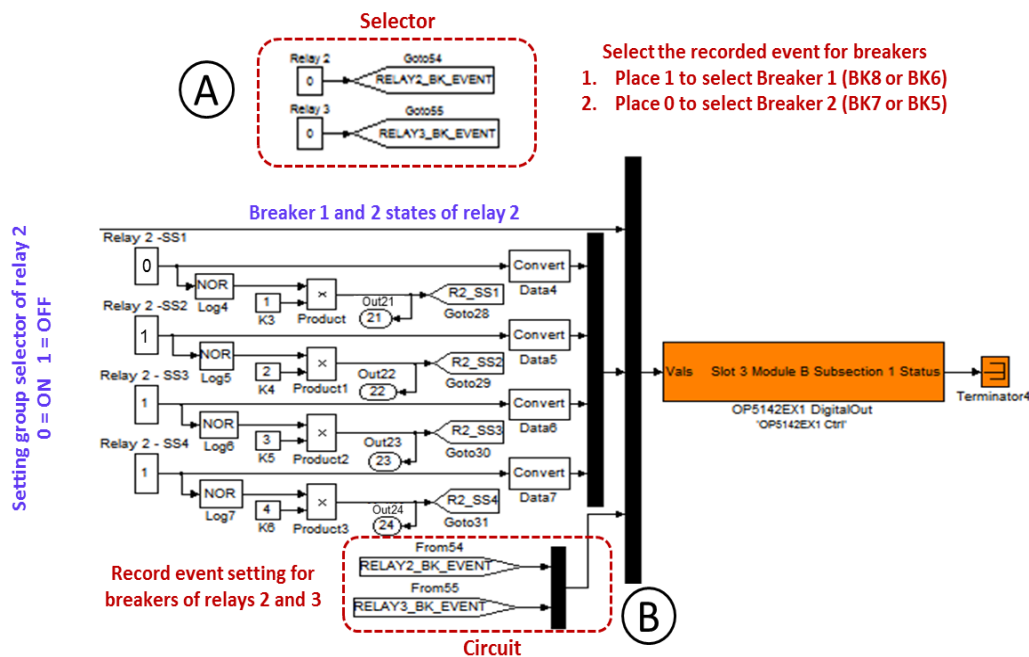 Selector
A
Relay 2
0
Goto54
RELAY2_BK_EVENT
Relay 3
0
Goto55
RELAY3_BK_EVENT
Select the recorded event for breakers
1. Place 1 to select Breaker 1 (BK8 or BK6)
2. Place 0 to select Breaker 2 (BK7 or BK5)
Setting group selector of relay 2
0 = ON 1 = OFF
Breaker 1 and 2 states of relay 2
Relay 2 -SS1
0
NOR
Log4
1
K3
×
Product
Out21
21
R2_SS1
Goto28
Convert
Data4
Relay 2 -SS2
1
NOR
Log5
2
K4
×
Product1
Out22
22
R2_SS2
Goto29
Convert
Data5
Relay 2 - SS3
1
NOR
Log6
3
K5
×
Product2
Out23
23
R2_SS3
Goto30
Convert
Data6
Relay 2 - SS4
1
NOR
Log7
4
K6
×
Product3
Out24
24
R2_SS4
Goto31
Convert
Data7
Vals Slot 3 Module B Subsection 1 Status
OP5142EX1 DigitalOut
'OP5142EX1 Ctrl'
Terminator4
Record event setting for
breakers of relays 2 and 3
From54
RELAY2_BK_EVENT
From55
RELAY3_BK_EVENT
Circuit
B